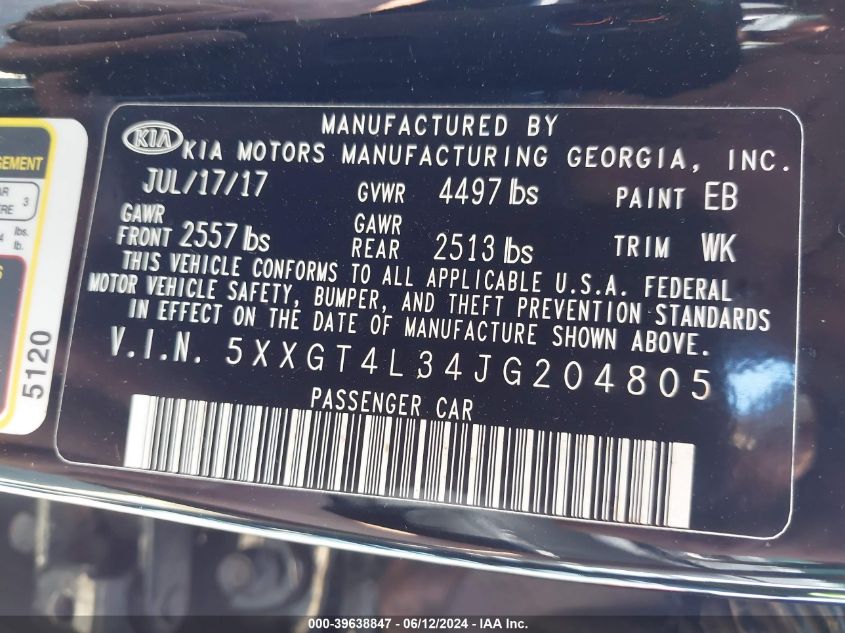 MANUFACTURED BY
KIA KIA MOTORS MANUFACTURING GEORGIA, INC.
JUL/17/17 GVWR 4497 lbs PAINT EB
GAWR FRONT 2557 lbs GAWR REAR 2513 lbs TRIM WK
THIS VEHICLE CONFORMS TO ALL APPLICABLE U.S.A. FEDERAL
MOTOR VEHICLE SAFETY, BUMPER, AND THEFT PREVENTION STANDARDS
IN EFFECT ON THE DATE OF MANUFACTURE SHOWN ABOVE.
V.I.N. 5XXGT4L34JG204805
PASSENGER CAR
3
lbs.
lb.
5120
000-39638847 - 06/12/2024 - IAA Inc.